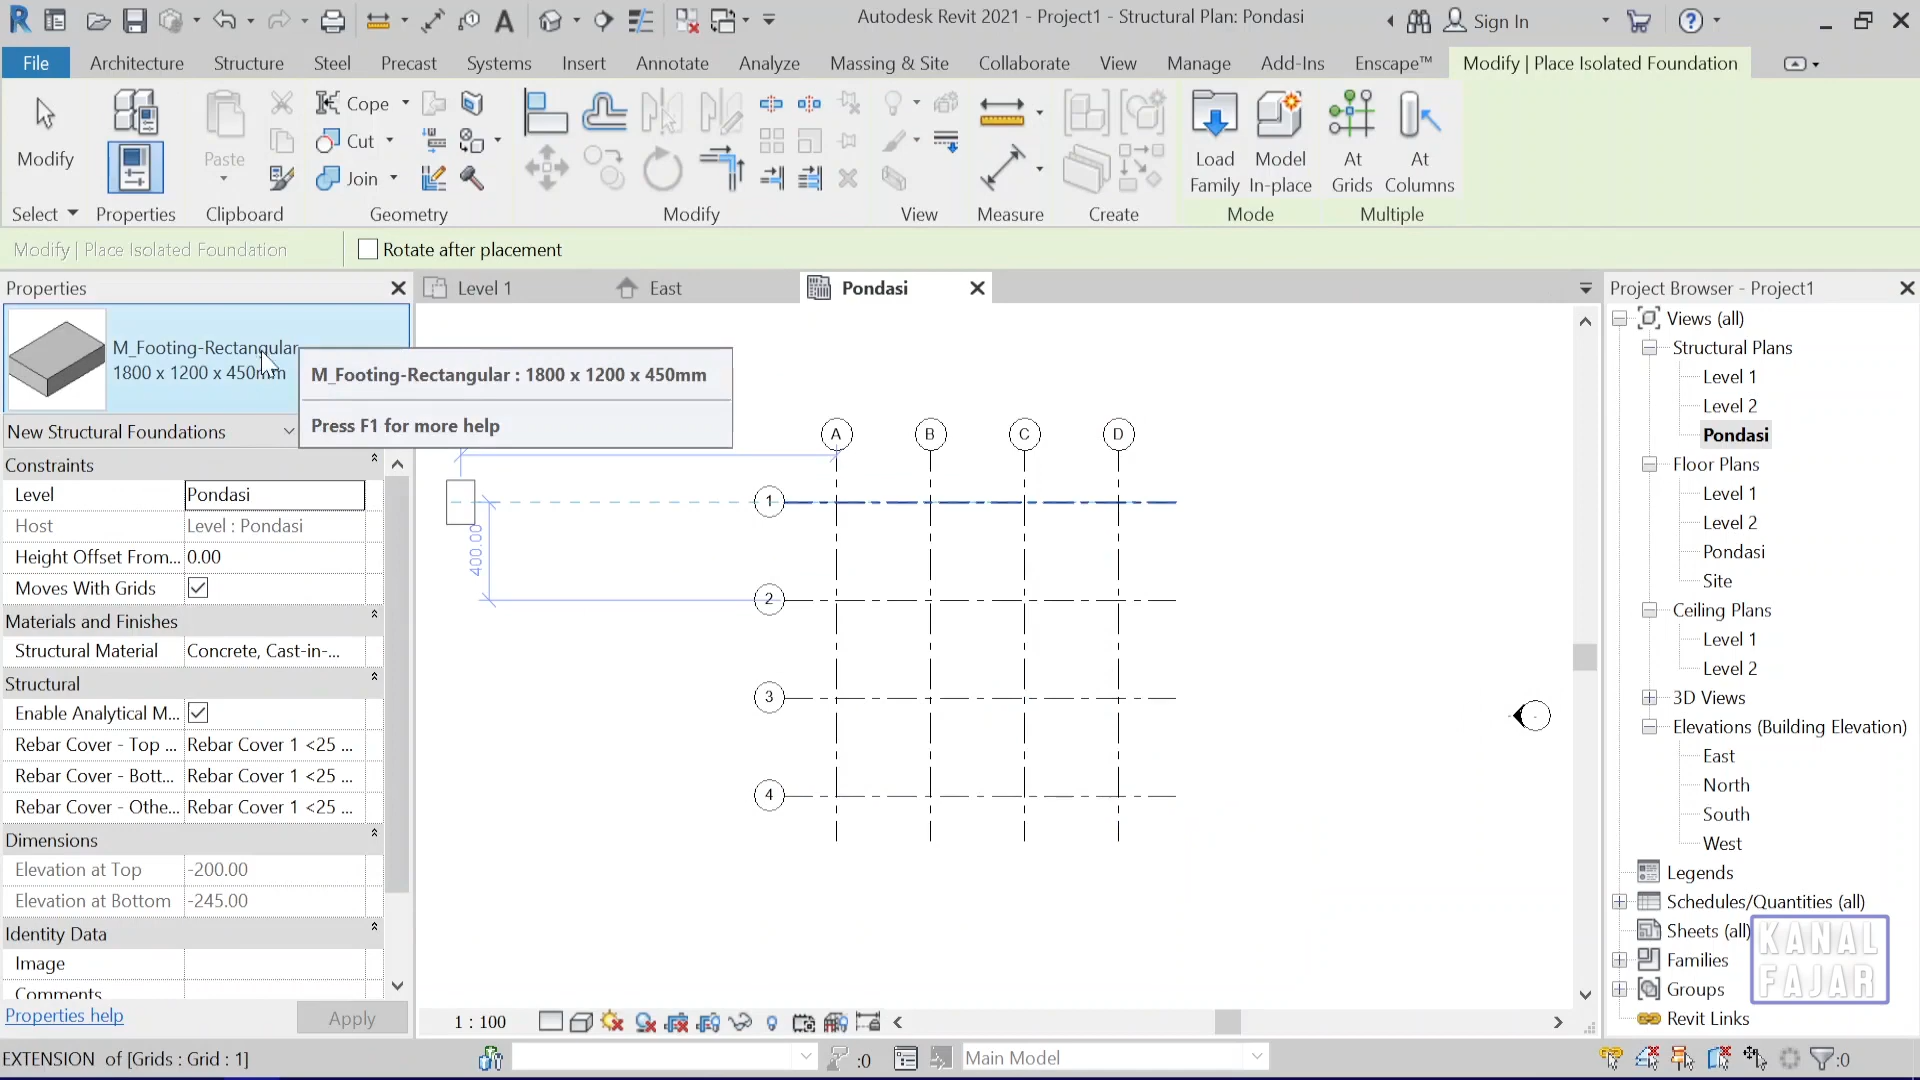 Autodesk Revit 2021 - Project1 - Structural Plan: Pondasi
Sign In
File
Architecture
Structure
Steel
Precast
Systems
Insert
Annotate
Analyze
Massing & Site
Collaborate
View
Manage
Add-Ins
Enscape™
Modify | Place Isolated Foundation
Modify
Paste
Cope
Cut
Join
Load
Family
Model
In-place
At
Grids
At
Columns
Select
Properties
Clipboard
Geometry
Modify
View
Measure
Create
Mode
Multiple
Modify | Place Isolated Foundation
Rotate after placement
Properties
M_Footing-Rectangular
1800 x 1200 x 450mm
M_Footing-Rectangular : 1800 x 1200 x 450mm
Press F1 for more help
New Structural Foundations
Constraints
Level
Pondasi
Host
Level : Pondasi
Height Offset From...
0.00
Moves With Grids
Materials and Finishes
Structural Material
Concrete, Cast-in-...
Structural
Enable Analytical M...
Rebar Cover - Top ...
Rebar Cover 1 <25 ...
Rebar Cover - Bott...
Rebar Cover 1 <25 ...
Rebar Cover - Othe...
Rebar Cover 1 <25 ...
Dimensions
Elevation at Top
-200.00
Elevation at Bottom
-245.00
Identity Data
Image
Comments
Properties help
Apply
Level 1
East
Pondasi
A
B
C
D
1
2
3
4
400.00
1 : 100
Project Browser - Project1
Views (all)
Structural Plans
Level 1
Level 2
Pondasi
Floor Plans
Level 1
Level 2
Pondasi
Site
Ceiling Plans
Level 1
Level 2
3D Views
Elevations (Building Elevation)
East
North
South
West
Legends
Schedules/Quantities (all)
Sheets (all)
Families
Groups
Revit Links
KANAL
FAJAR
EXTENSION of [Grids : Grid : 1]
:0
Main Model
:0